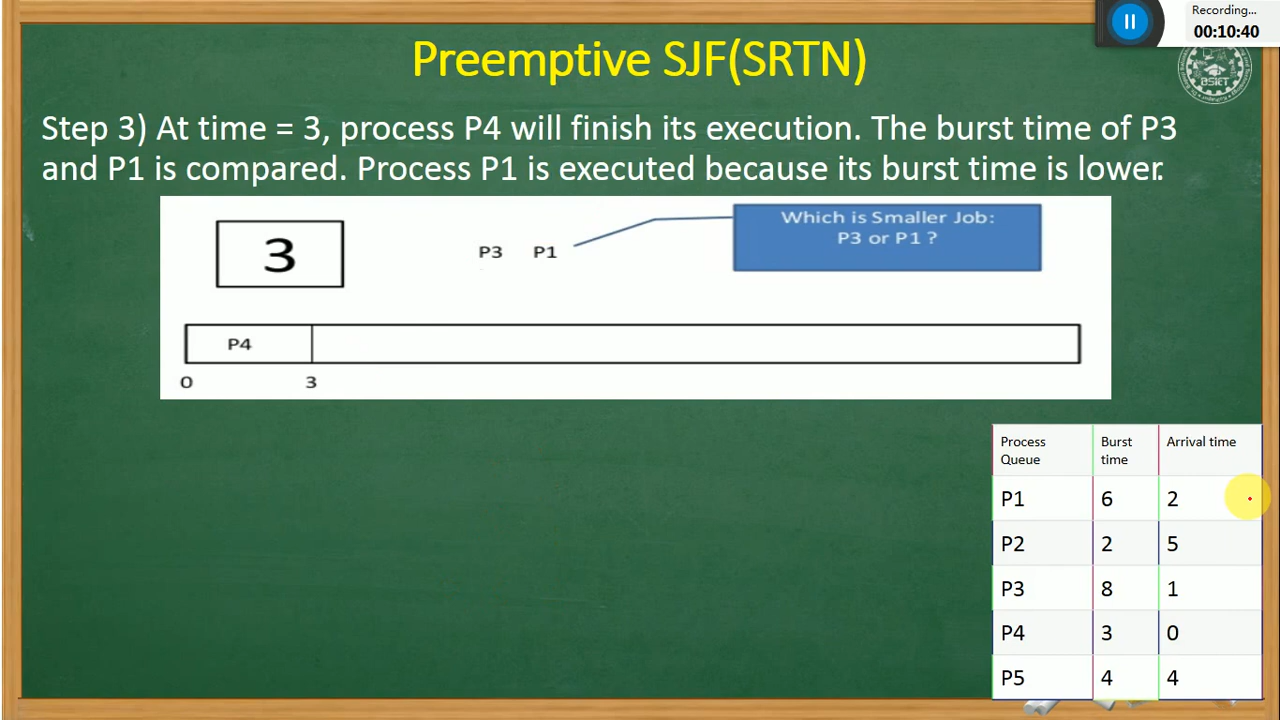 Recording...
00:10:40
Preemptive SJF(SRTN)
BSIET
Step 3) At time = 3, process P4 will finish its execution. The burst time of P3
and P1 is compared. Process P1 is executed because its burst time is lower.
3
P3 P1
Which is Smaller Job:
P3 or P1 ?
P4
0 3
Process Queue Burst time Arrival time
P1 6 2
P2 2 5
P3 8 1
P4 3 0
P5 4 4